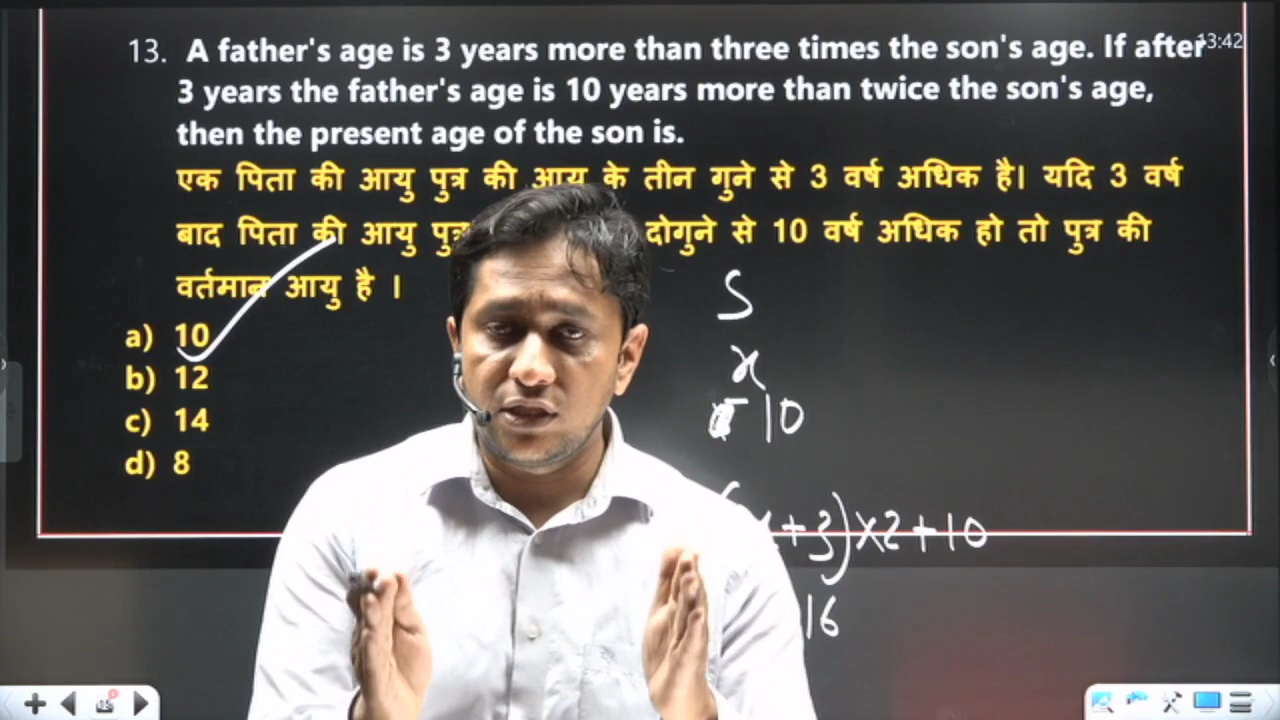 13:42
13. A father's age is 3 years more than three times the son's age. If after
3 years the father's age is 10 years more than twice the son's age,
then the present age of the son is.
एक पिता की आयु पुत्र की आयु के तीन गुने से 3 वर्ष अधिक है। यदि 3 वर्ष
बाद पिता की आयु दोगुने से 10 वर्ष अधिक हो तो पुत्र की
वर्तमान आयु है ।
a) 10
b) 12
c) 14
d) 8
S
x
10
+3)x2+10
16